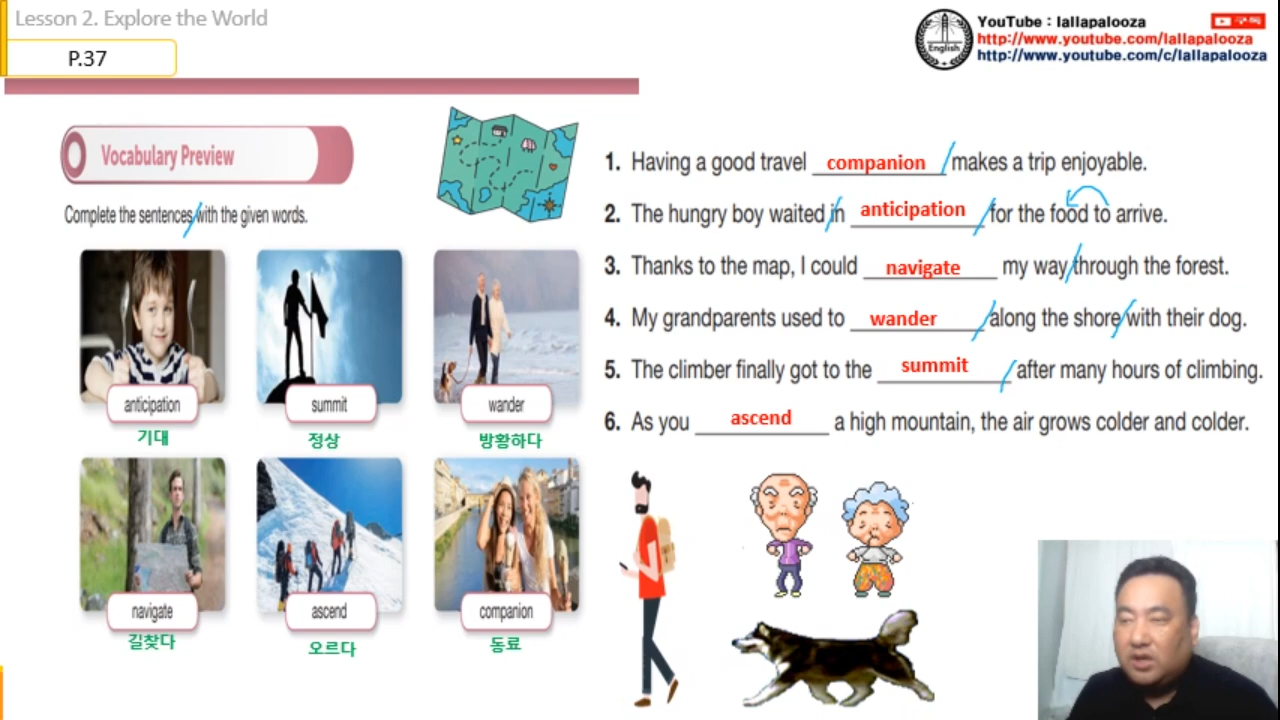 Lesson 2. Explore the World
P.37
English
YouTube : lallapalooza
http://www.youtube.com/lallapalooza
http://www.youtube.com/c/lallapalooza
Vocabulary Preview
Complete the sentences with the given words.
anticipation
기대
summit
정상
wander
방황하다
navigate
길찾다
ascend
오르다
companion
동료
1. Having a good travel companion makes a trip enjoyable.
2. The hungry boy waited in anticipation for the food to arrive.
3. Thanks to the map, I could navigate my way through the forest.
4. My grandparents used to wander along the shore with their dog.
5. The climber finally got to the summit after many hours of climbing.
6. As you ascend a high mountain, the air grows colder and colder.